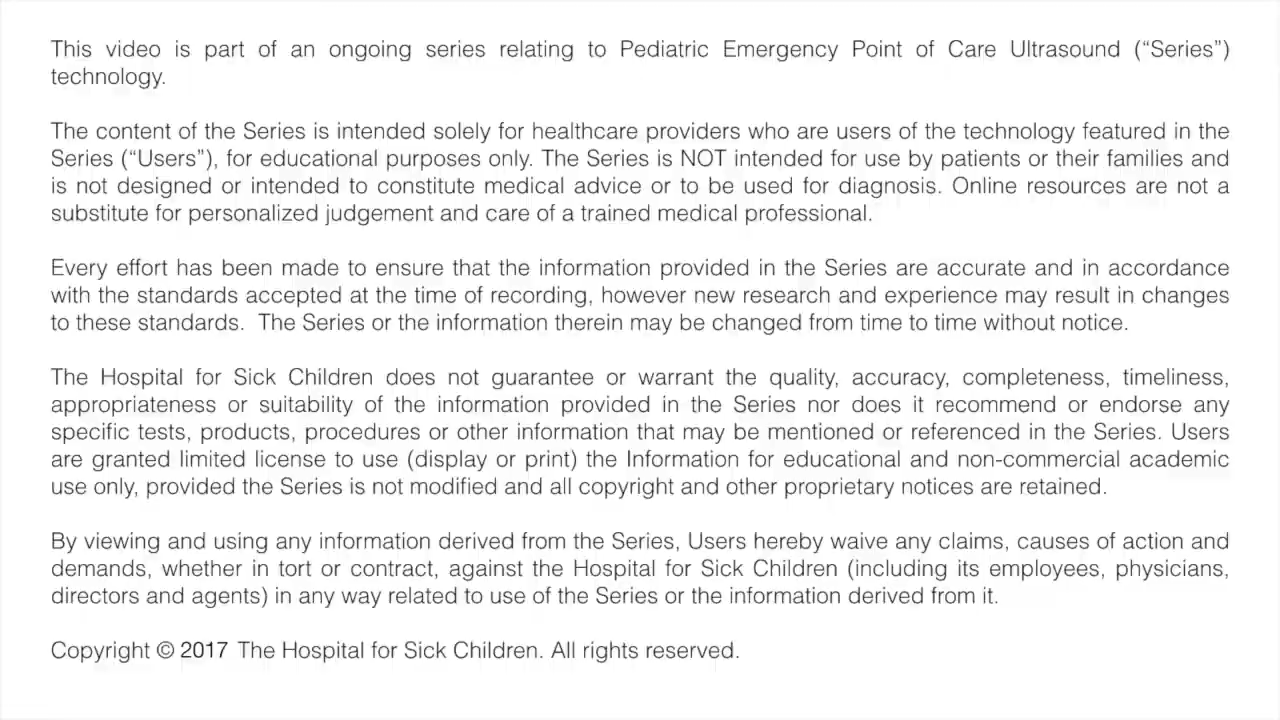 This video is part of an ongoing series relating to Pediatric Emergency Point of Care Ultrasound (“Series”)
technology.
The content of the Series is intended solely for healthcare providers who are users of the technology featured in the
Series (“Users”), for educational purposes only. The Series is NOT intended for use by patients or their families and
is not designed or intended to constitute medical advice or to be used for diagnosis. Online resources are not a
substitute for personalized judgement and care of a trained medical professional.
Every effort has been made to ensure that the information provided in the Series are accurate and in accordance
with the standards accepted at the time of recording, however new research and experience may result in changes
to these standards.  The Series or the information therein may be changed from time to time without notice.
The Hospital for Sick Children does not guarantee or warrant the quality, accuracy, completeness, timeliness,
appropriateness or suitability of the information provided in the Series nor does it recommend or endorse any
specific tests, products, procedures or other information that may be mentioned or referenced in the Series. Users
are granted limited license to use (display or print) the Information for educational and non-commercial academic
use only, provided the Series is not modified and all copyright and other proprietary notices are retained.
By viewing and using any information derived from the Series, Users hereby waive any claims, causes of action and
demands, whether in tort or contract, against the Hospital for Sick Children (including its employees, physicians,
directors and agents) in any way related to use of the Series or the information derived from it.
Copyright © 2017 The Hospital for Sick Children. All rights reserved.